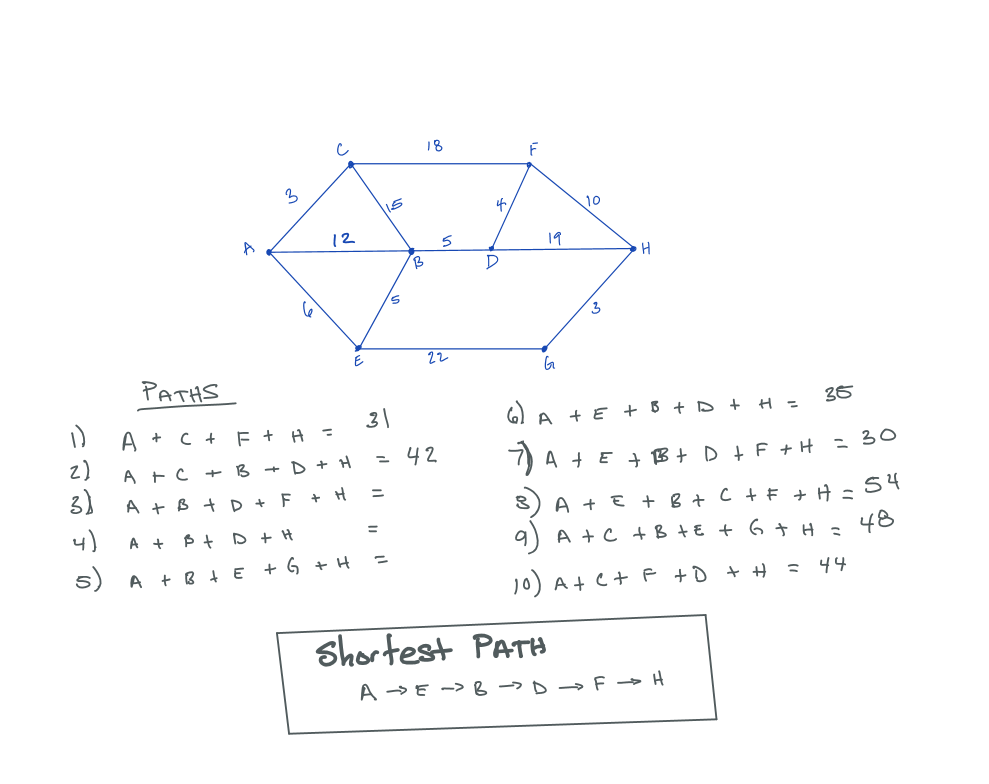 C 18 F
3 15 4 10
A 12 B 5 D 19 H
6 5 3
E 22 G
PATHS
1) A + C + F + H = 31
2) A + C + B + D + H = 42
3) A + B + D + F + H =
4) A + B + D + H =
5) A + B + E + G + H =
6) A + E + B + D + H = 35
7) A + E + B + D + F + H = 30
8) A + E + B + C + F + H = 54
9) A + C + B + E + G + H = 48
10) A + C + F + D + H = 44
Shortest PATH
A → E → B → D → F → H